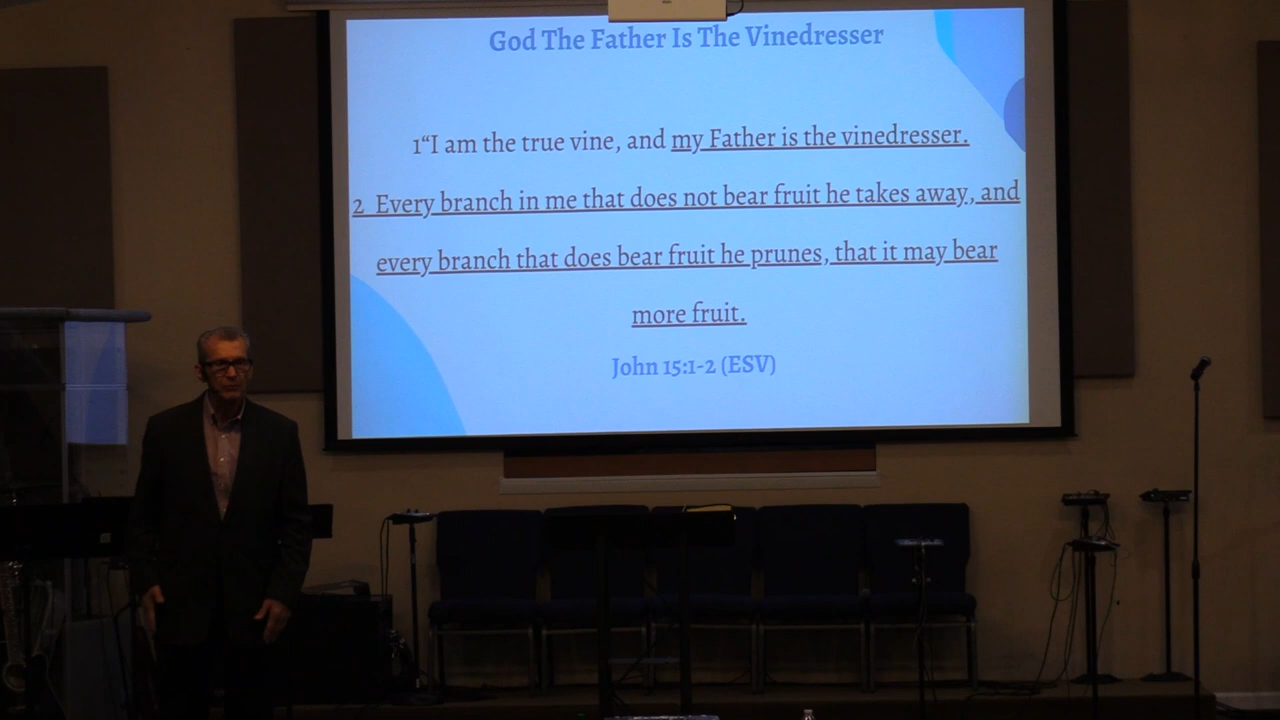 God The Father Is The Vinedresser
1“I am the true vine, and my Father is the vinedresser.
2 Every branch in me that does not bear fruit he takes away, and
every branch that does bear fruit he prunes, that it may bear
more fruit.
John 15:1-2 (ESV)